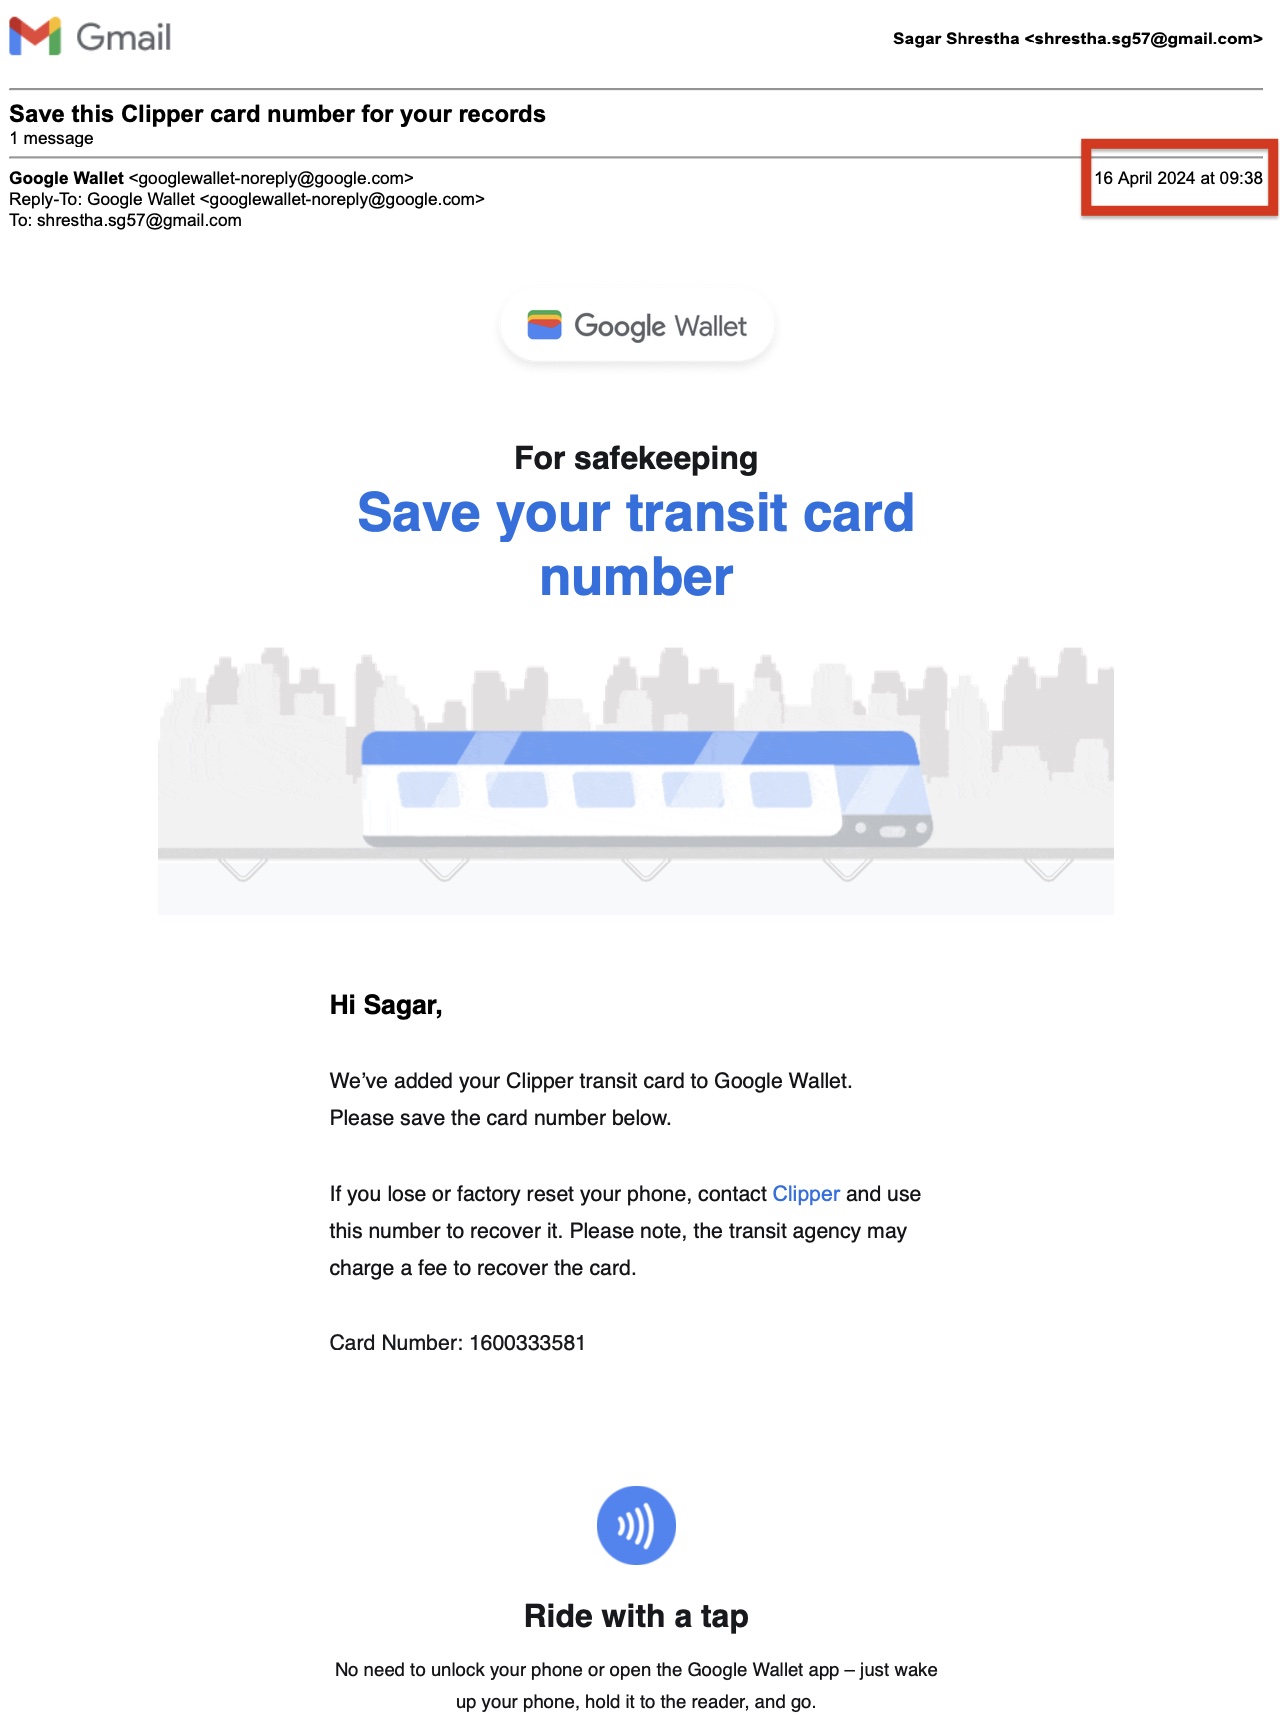 Gmail
Sagar Shrestha <shrestha.sg57@gmail.com>
Save this Clipper card number for your records
1 message
Google Wallet <googlewallet-noreply@google.com>
16 April 2024 at 09:38
Reply-To: Google Wallet <googlewallet-noreply@google.com>
To: shrestha.sg57@gmail.com
Google Wallet
For safekeeping
Save your transit card
number
Hi Sagar,
We’ve added your Clipper transit card to Google Wallet.
Please save the card number below.
If you lose or factory reset your phone, contact Clipper and use
this number to recover it. Please note, the transit agency may
charge a fee to recover the card.
Card Number: 1600333581
Ride with a tap
No need to unlock your phone or open the Google Wallet app – just wake
up your phone, hold it to the reader, and go.